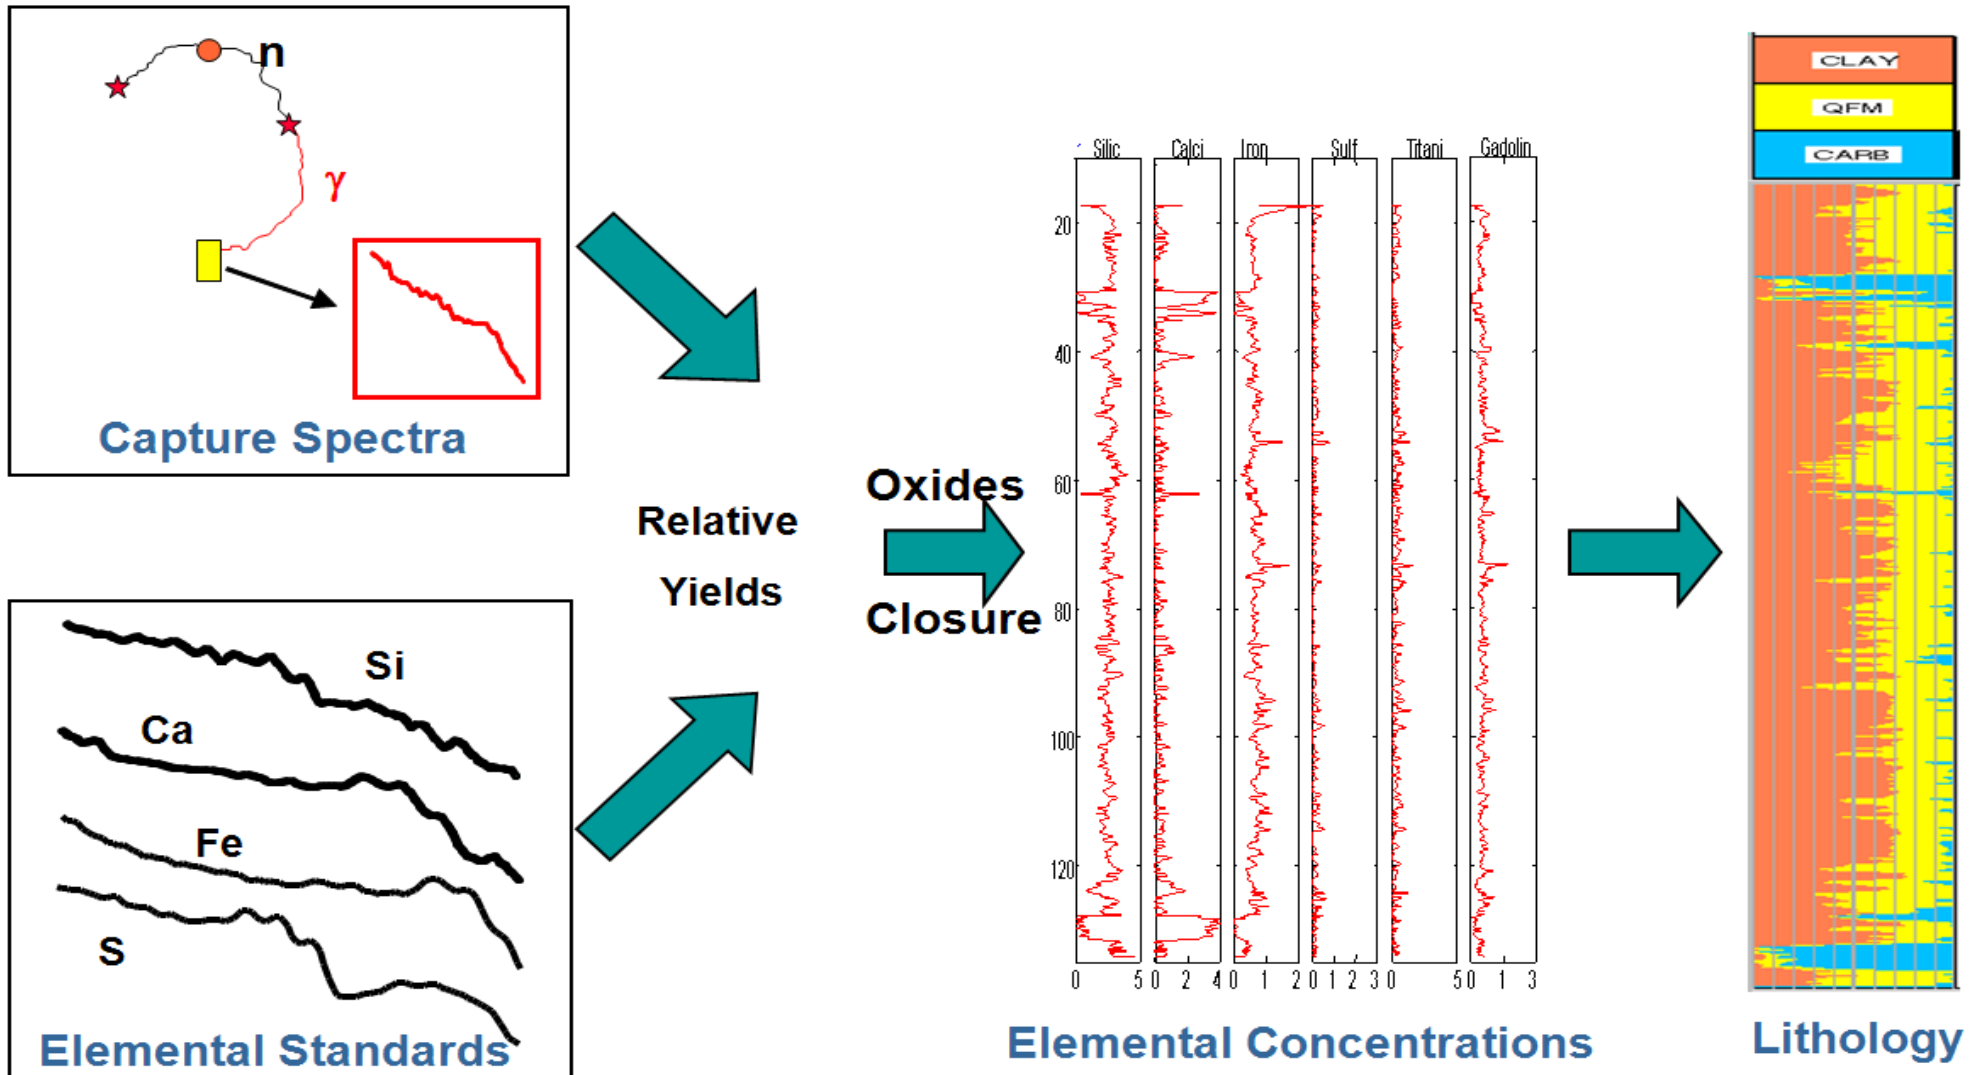 n
γ
Capture Spectra
Si
Ca
Fe
S
Elemental Standards
Relative
Yields
Oxides
Closure
Silic Calci Iron Sulf Titani Gadolin
20
40
60
80
100
120
0 5 0 2 4 0 1 2 0 1 2 3 0 5 0 1 3
Elemental Concentrations
CLAY
QFM
CARB
Lithology